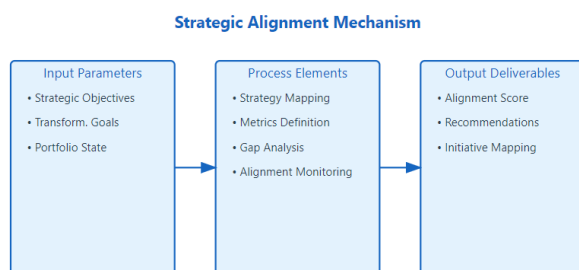 Strategic Alignment Mechanism
Input Parameters
• Strategic Objectives
• Transform. Goals
• Portfolio State
Process Elements
• Strategy Mapping
• Metrics Definition
• Gap Analysis
• Alignment Monitoring
Output Deliverables
• Alignment Score
• Recommendations
• Initiative Mapping